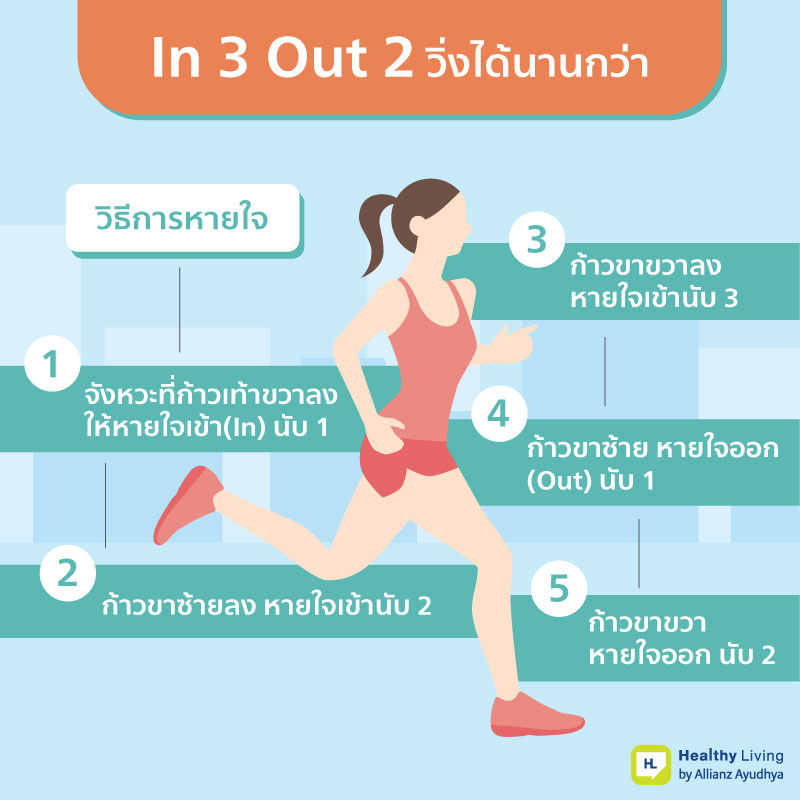 In 3 Out 2 วิ่งได้นานกว่า
วิธีการหายใจ
1
จังหวะที่ก้าวเท้าขวาลง
ให้หายใจเข้า(In) นับ 1
2
ก้าวขาซ้ายลง หายใจเข้านับ 2
3
ก้าวขาขวาลง
หายใจเข้านับ 3
4
ก้าวขาซ้าย หายใจออก
(Out) นับ 1
5
ก้าวขาขวา
หายใจออก นับ 2
HL
Healthy Living
by Allianz Ayudhya